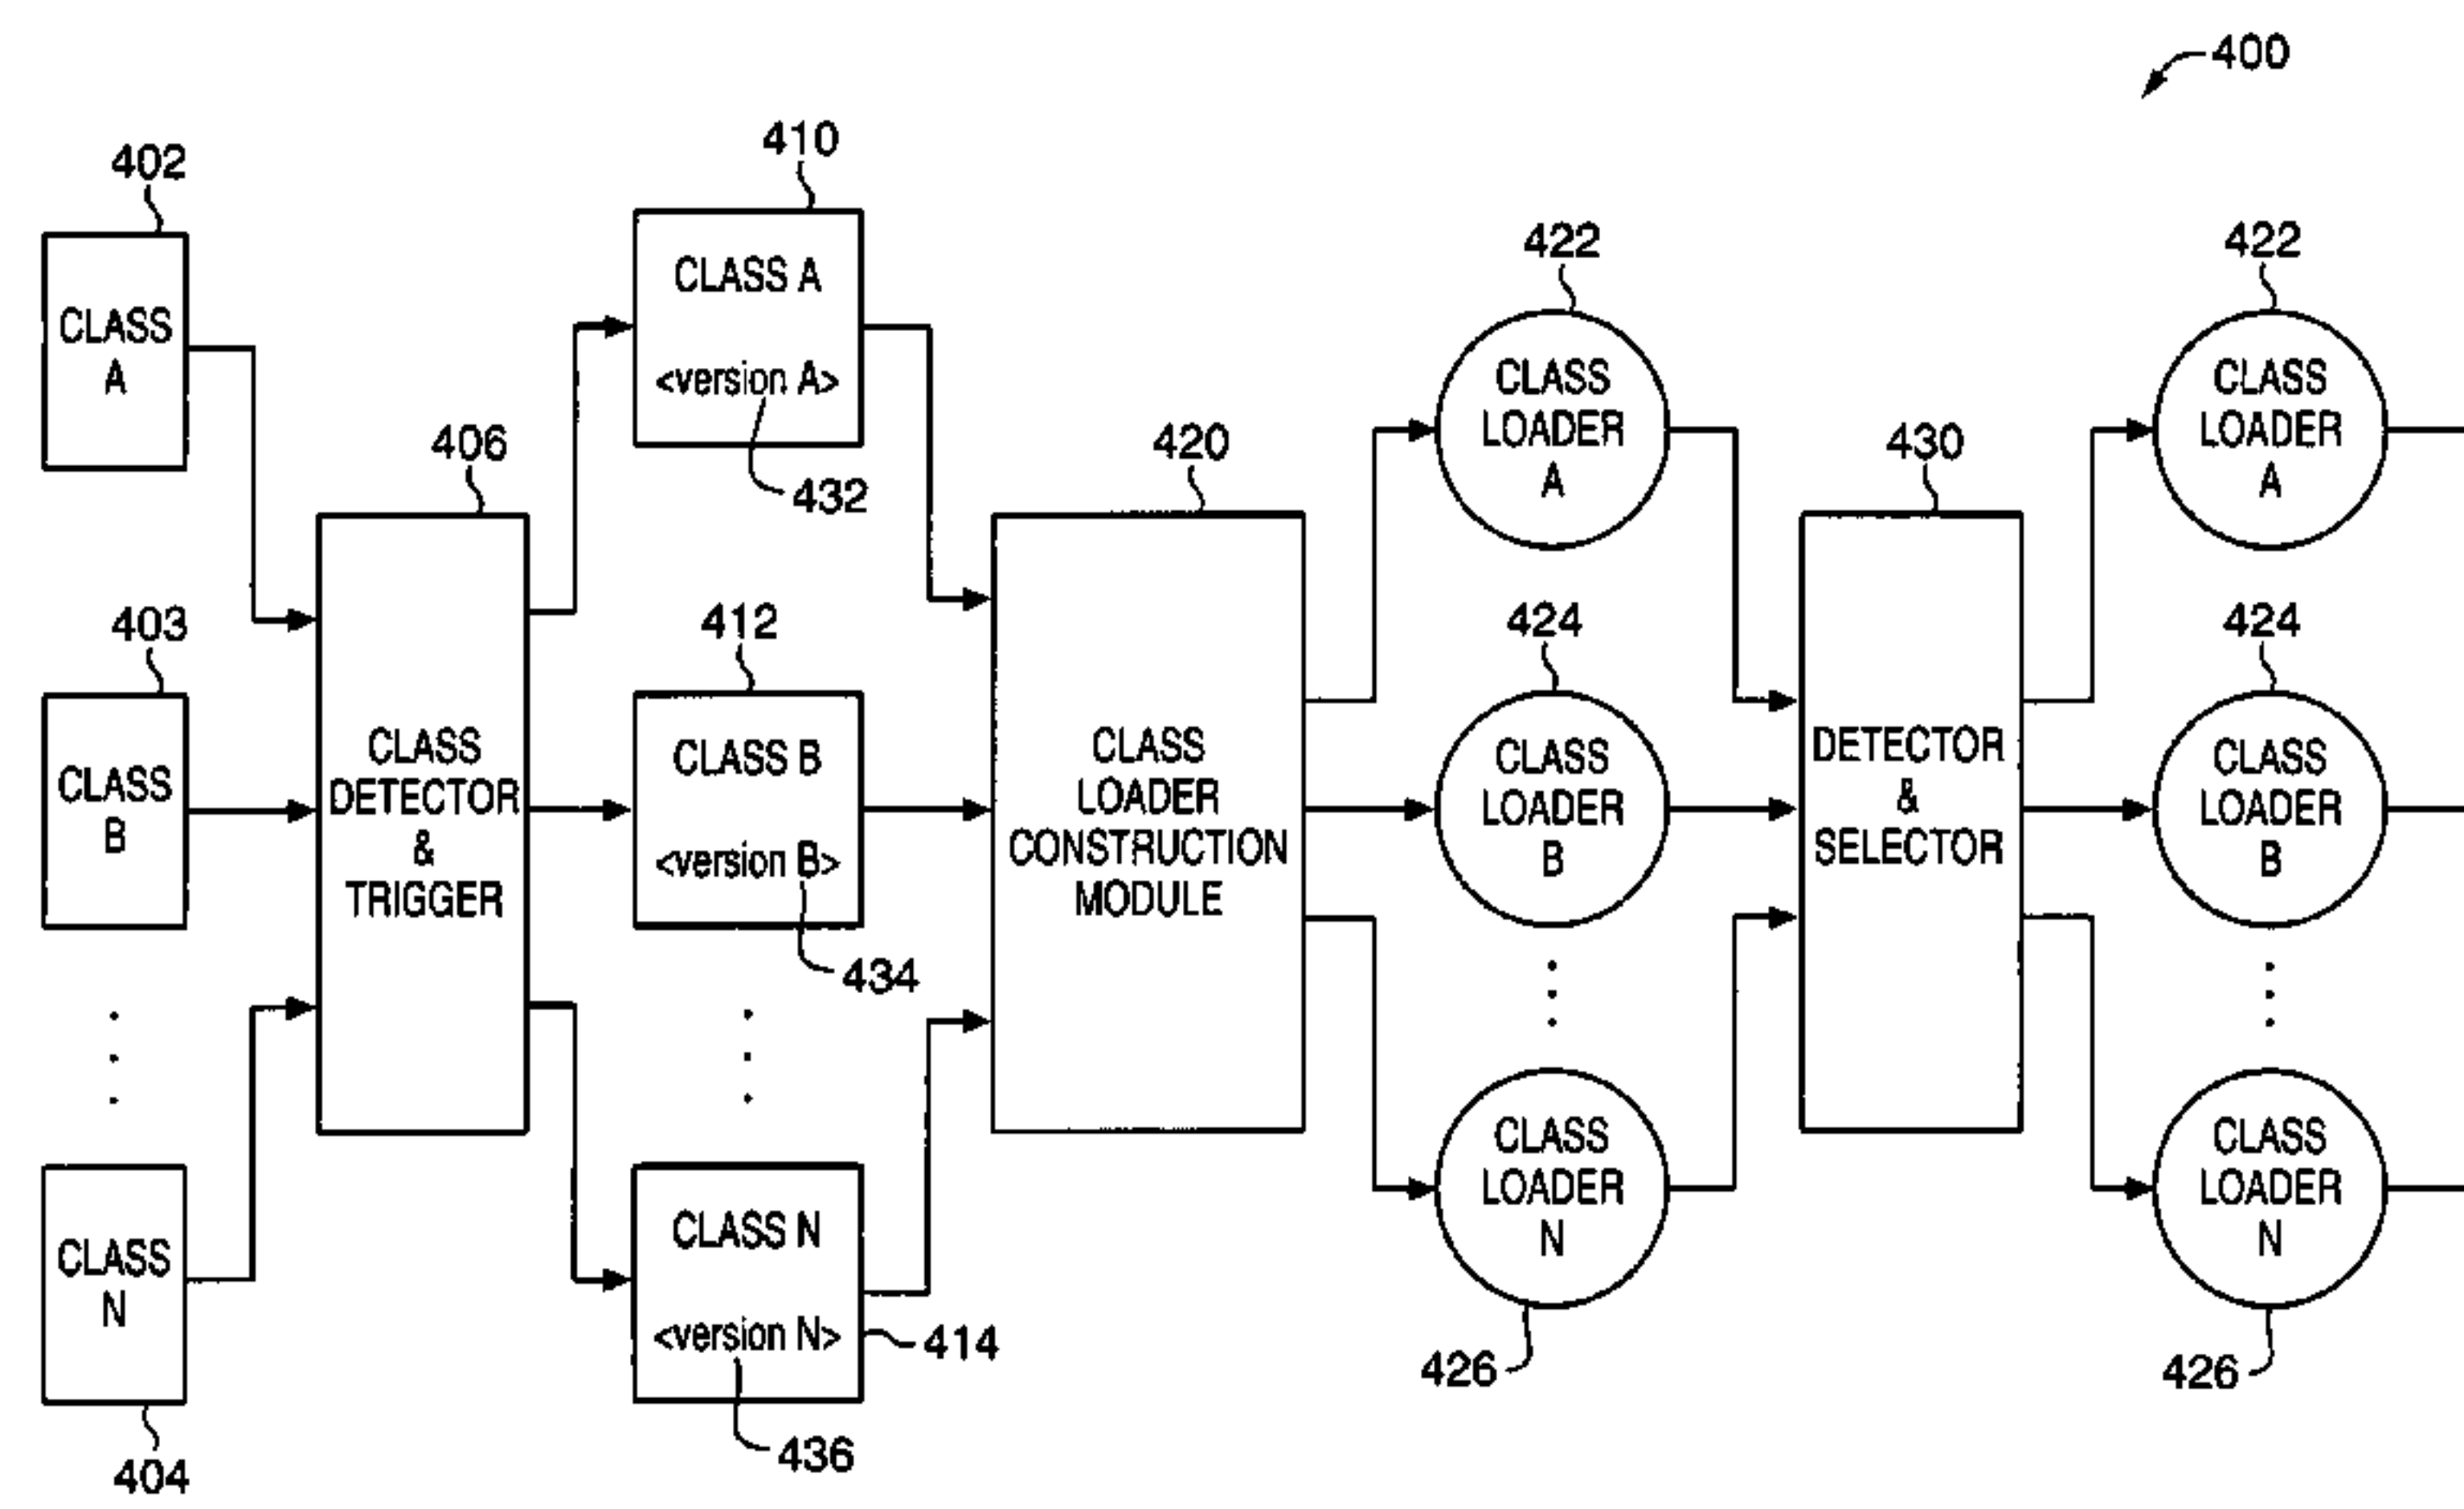 400
402
CLASS
A
403
CLASS
B
CLASS
N
404
406
CLASS
DETECTOR
&
TRIGGER
410
CLASS A
<version A>
432
412
CLASS B
<version B>
434
CLASS N
<version N>
414
436
420
CLASS
LOADER
CONSTRUCTION
MODULE
422
CLASS
LOADER
A
424
CLASS
LOADER
B
CLASS
LOADER
N
426
430
DETECTOR
&
SELECTOR
422
CLASS
LOADER
A
424
CLASS
LOADER
B
CLASS
LOADER
N
426